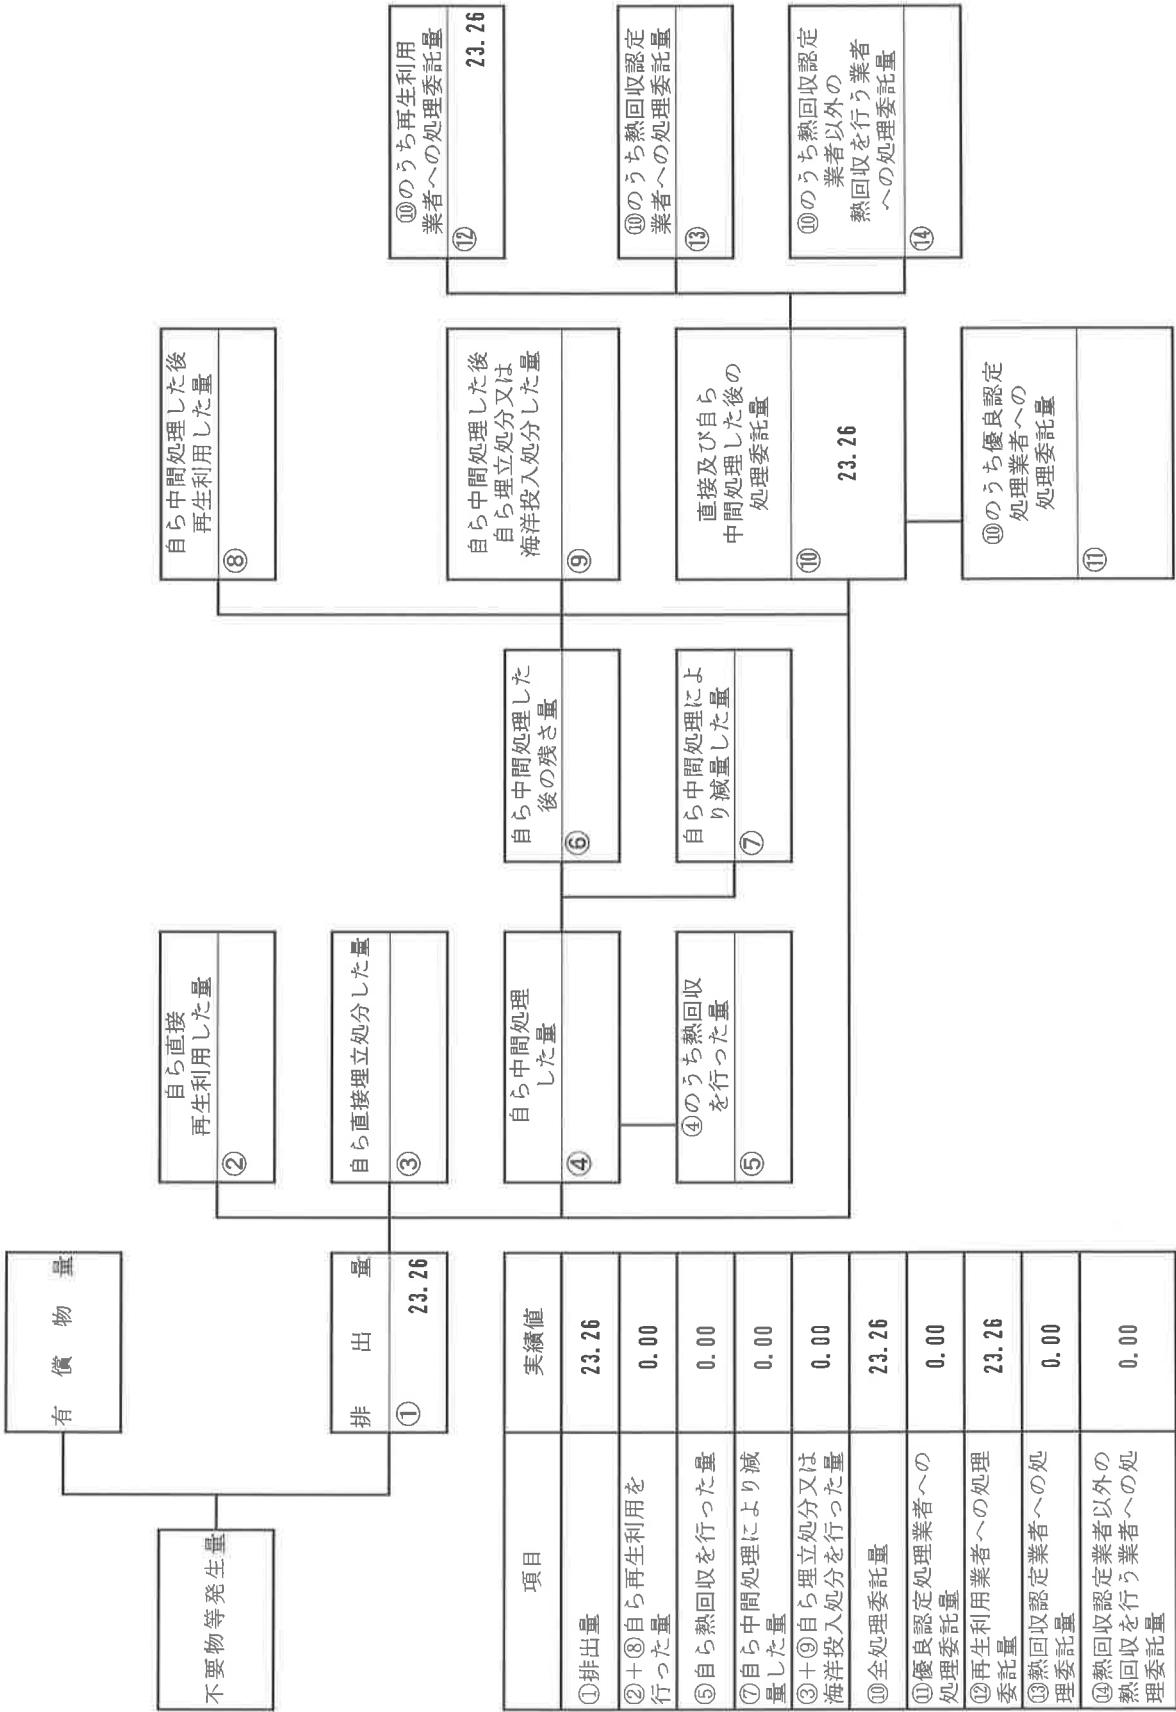 不要物等発生量
有償物量
排出量
①
23.26
自ら直接
再生利用した量
②
自ら直接埋立処分した量
③
自ら中間処理
した量
④
④のうち熱回収
を行った量
⑤
自ら中間処理した
後の残さ量
⑥
自ら中間処理によ
り減量した量
⑦
自ら中間処理した後
再生利用した量
⑧
自ら中間処理した後
自ら埋立処分又は
海洋投入処分した量
⑨
直接及び自ら
中間処理した後の
処理委託量
⑩
23.26
⑩のうち優良認定
処理業者への
処理委託量
⑪
⑩のうち再生利用
業者への処理委託量
⑫
23.26
⑩のうち熱回収認定
業者への処理委託量
⑬
⑩のうち熱回収認定
業者以外の
熱回収を行う業者
への処理委託量
⑭
項目 実績値
①排出量 23.26
②+⑧自ら再生利用を
行った量 0.00
⑤自ら熱回収を行った量 0.00
⑦自ら中間処理により減
量した量 0.00
③+⑨自ら埋立処分又は
海洋投入処分を行った量 0.00
⑩全処理委託量 23.26
⑪優良認定処理業者への
処理委託量 0.00
⑫再生利用業者への処理
委託量 23.26
⑬熱回収認定業者への処
理委託量 0.00
⑭熱回収認定業者以外の
熱回収を行う業者への処
理委託量 0.00